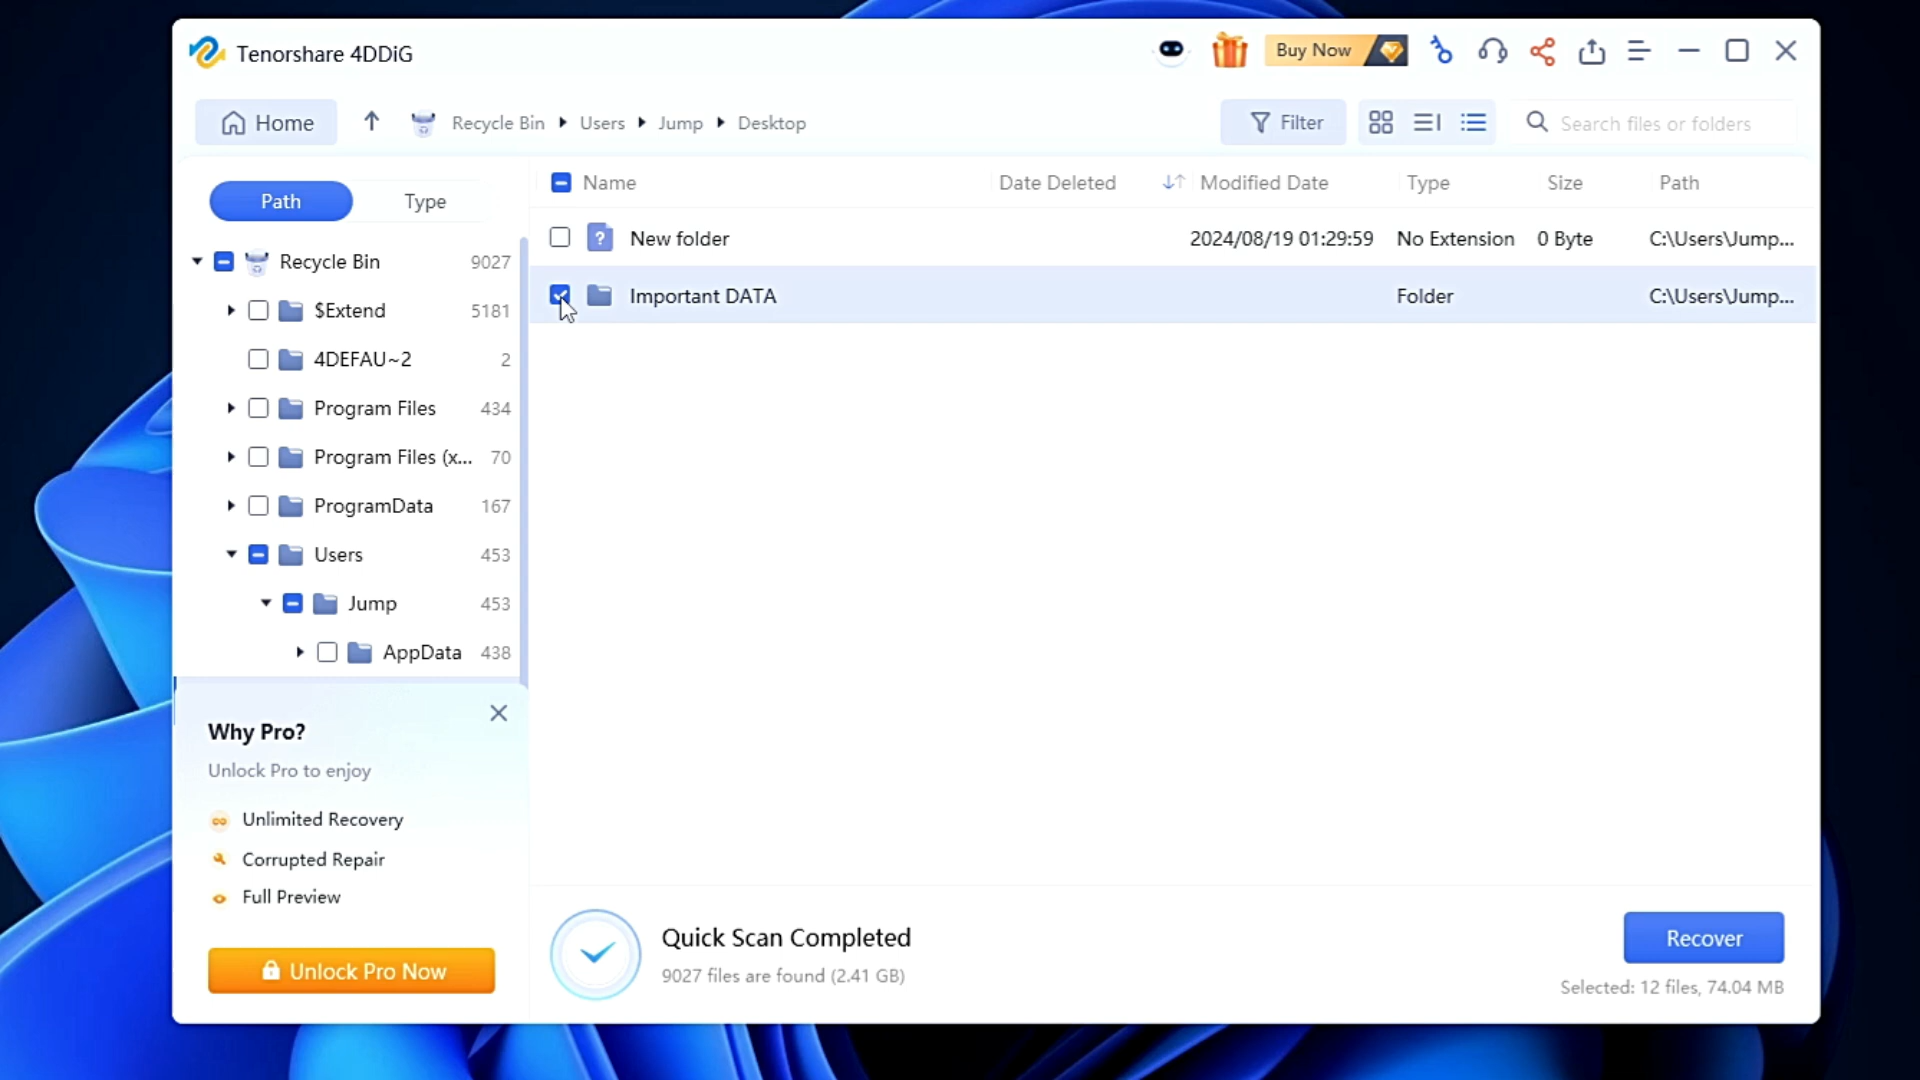 Tenorshare 4DDiG
Buy Now
Home
Recycle Bin Users Jump Desktop
Filter
Search files or folders
Path Type
Name Date Deleted Modified Date Type Size Path
Recycle Bin 9027
$Extend 5181
4DEFAU~2 2
Program Files 434
Program Files (x... 70
ProgramData 167
Users 453
Jump 453
AppData 438
? New folder 2024/08/19 01:29:59 No Extension 0 Byte C:\Users\Jump...
Important DATA Folder C:\Users\Jump...
Why Pro?
Unlock Pro to enjoy
Unlimited Recovery
Corrupted Repair
Full Preview
Unlock Pro Now
Quick Scan Completed
9027 files are found (2.41 GB)
Recover
Selected: 12 files, 74.04 MB